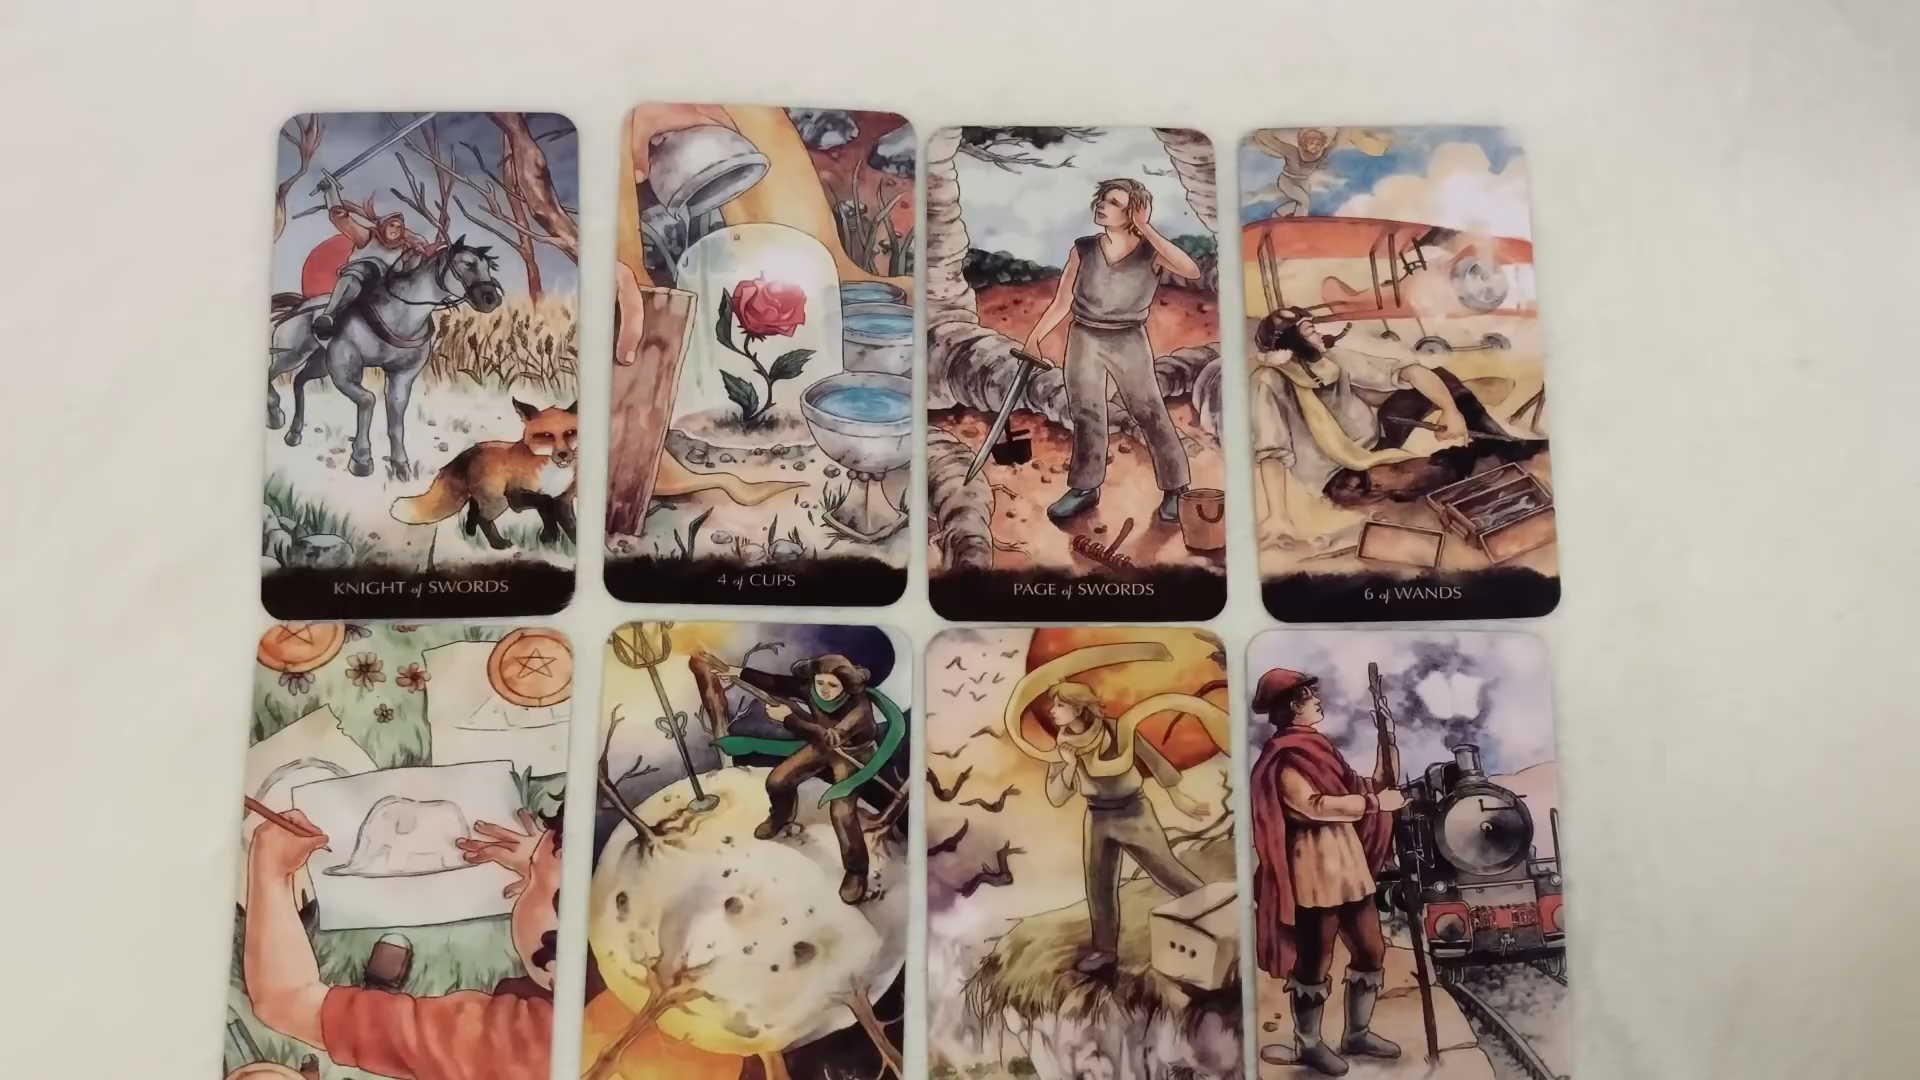 KNIGHT of SWORDS
4 of CUPS
PAGE of SWORDS
6 of WANDS